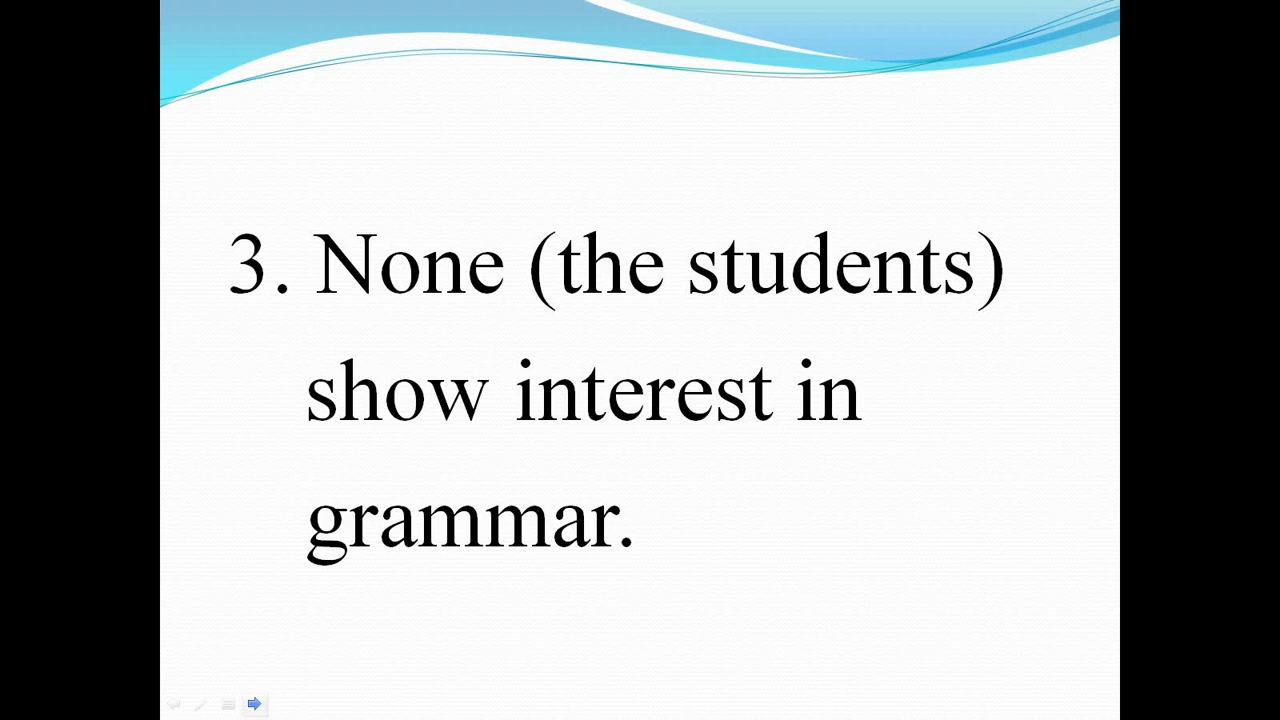 3. None (the students)
show interest in
grammar.